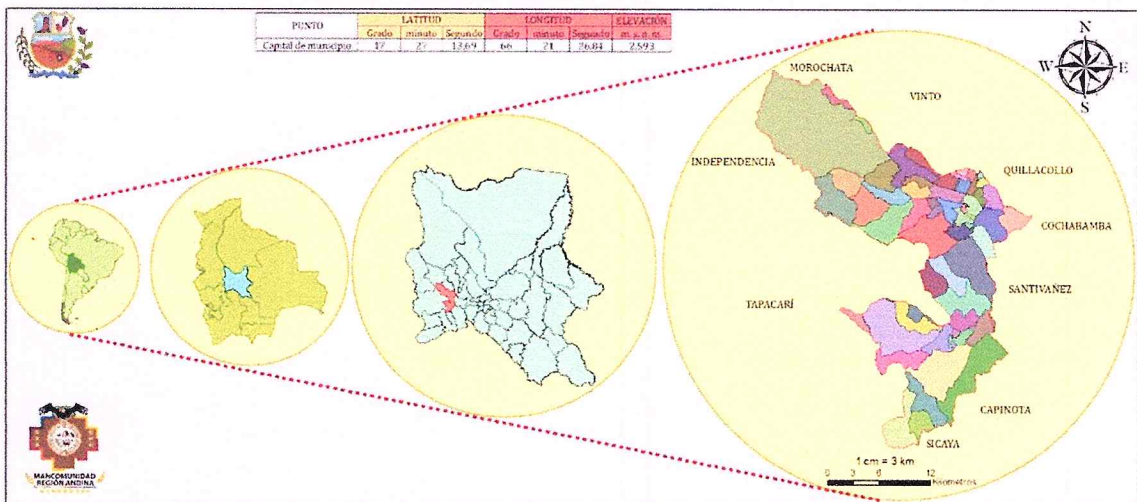 PUNTO LATITUD LONGITUD ELEVACIÓN
Grado minuto Segundo Grado minuto Segundo m. s. n. m.
Capital de municipio 17 27 13,69 66 21 26.84 2.593
N
W E
S
MOROCHATA
VINTO
INDEPENDENCIA
QUILLACOLLO
COCHABAMBA
TAPACARÍ
SANTIVAÑEZ
CAPINOTA
SICAYA
1 cm = 3 km
0 3 6 12
Kilometros
MANCOMUNIDAD
REGIÓN ANDINA